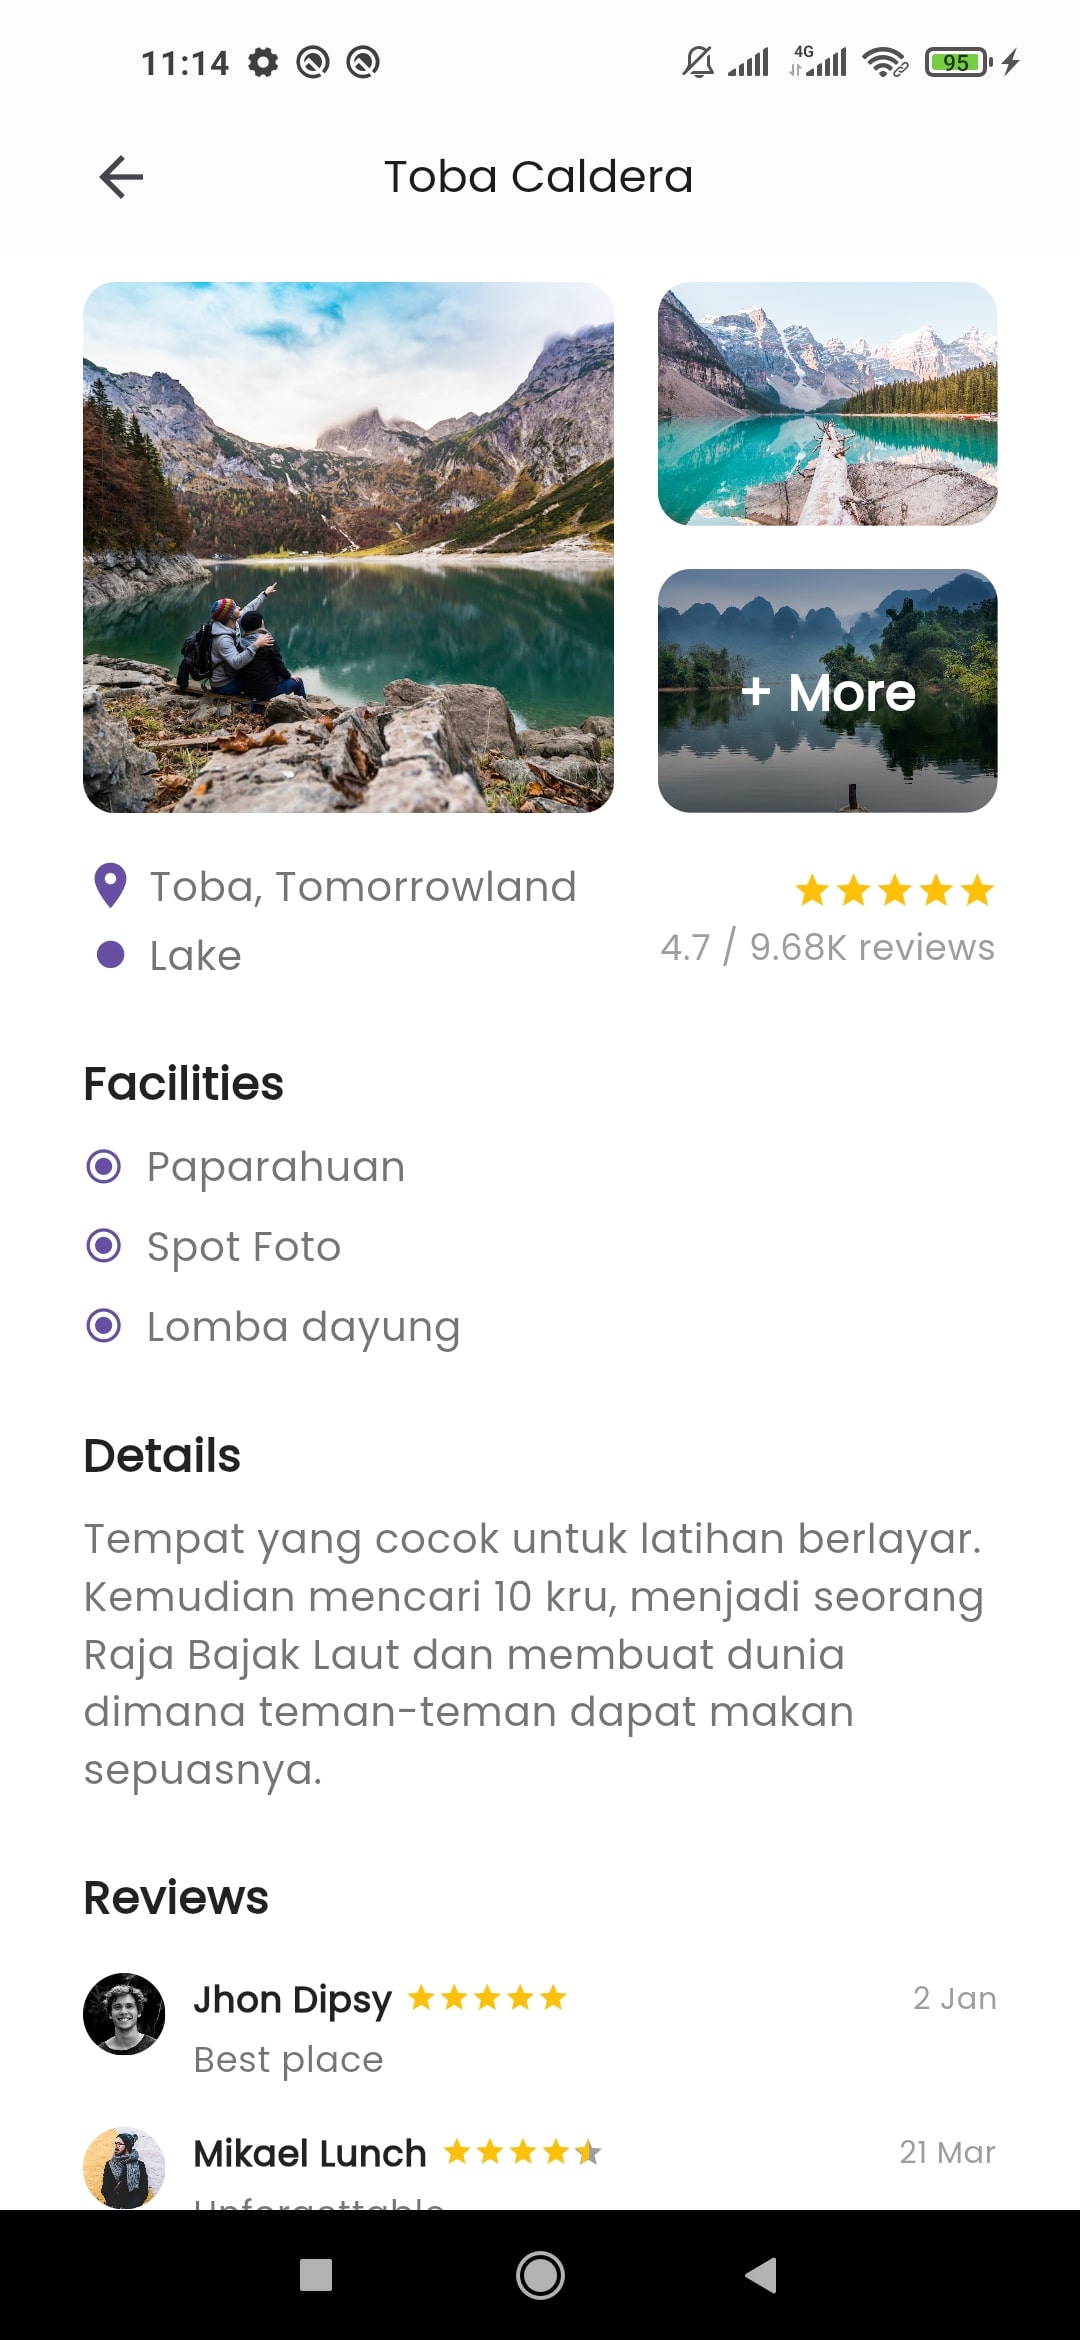 11:14
4G
95
Toba Caldera
+ More
Toba, Tomorrowland
Lake
4.7 / 9.68K reviews
Facilities
Paparahuan
Spot Foto
Lomba dayung
Details
Tempat yang cocok untuk latihan berlayar.
Kemudian mencari 10 kru, menjadi seorang
Raja Bajak Laut dan membuat dunia
dimana teman-teman dapat makan
sepuasnya.
Reviews
Jhon Dipsy
2 Jan
Best place
Mikael Lunch
21 Mar
Unforgettable